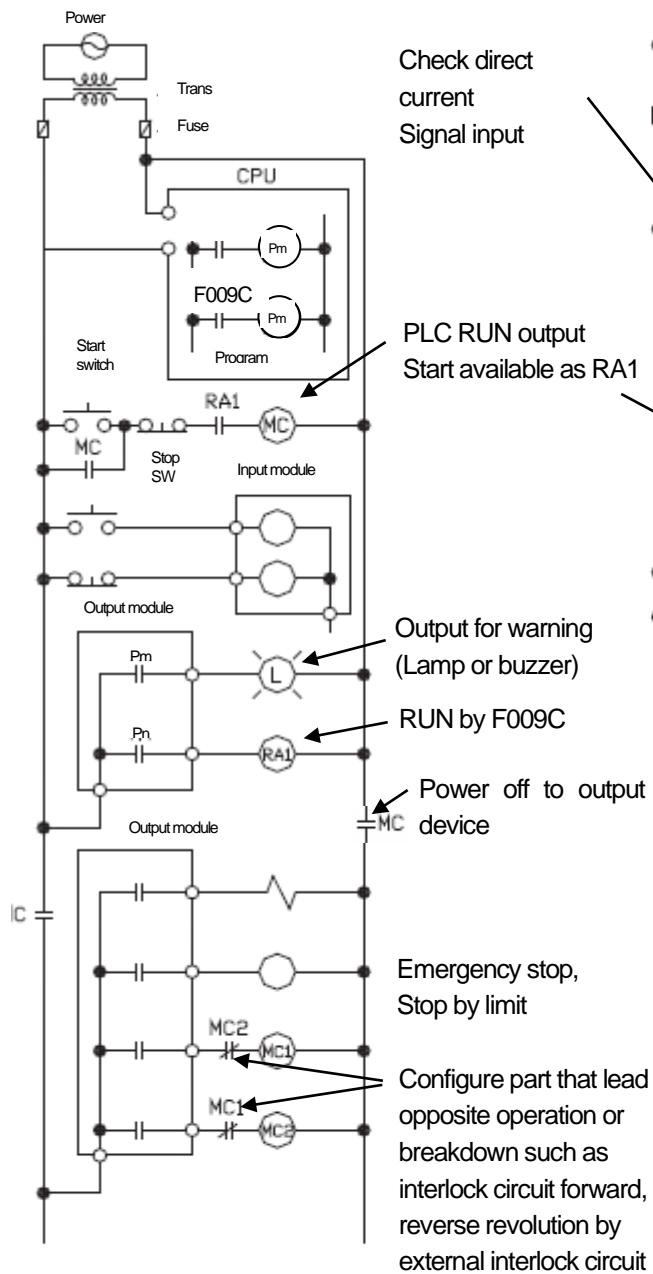 Power
Trans
Fuse
Check direct
current
Signal input
CPU
Pm
F009C
Pm
Program
Start
switch
PLC RUN output
Start available as RA1
RA1
MC
MC
Stop
SW
Input module
Output module
Output for warning
(Lamp or buzzer)
Pm
L
RUN by F009C
Pn
RA1
Power off to output
device
MC
Output module
Emergency stop,
Stop by limit
MC2
MC1
Configure part that lead
opposite operation or
breakdown such as
interlock circuit forward,
reverse revolution by
external interlock circuit
MC1
MC2